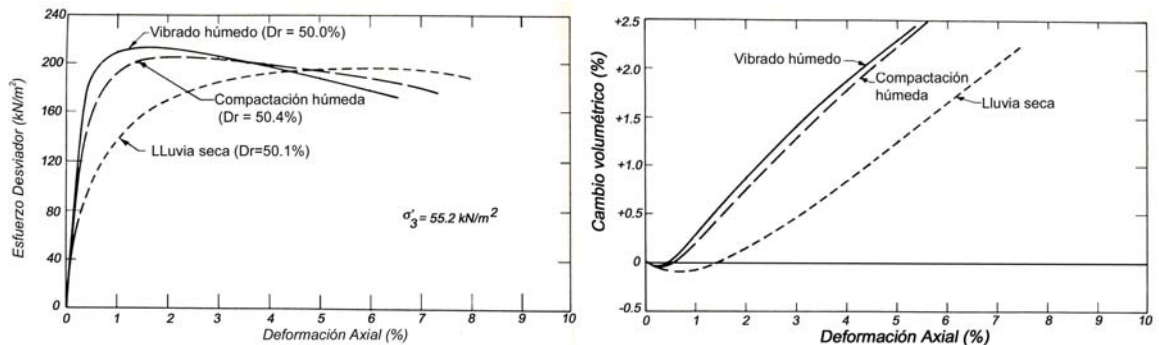 240
200
160
120
80
40
0
Esfuerzo Desviador (kN/m²)
Vibrado húmedo (Dr = 50.0%)
Compactación húmeda
(Dr = 50.4%)
LLuvia seca (Dr=50.1%)
σ'₃ = 55.2 kN/m²
0 1 2 3 4 5 6 7 8 9 10
Deformación Axial (%)
+2.5
+2.0
+1.5
+1.0
+0.5
0
-0.5
Cambio volumétrico (%)
Vibrado húmedo
Compactación
húmeda
Lluvia seca
0 1 2 3 4 5 6 7 8 9 10
Deformación Axial (%)